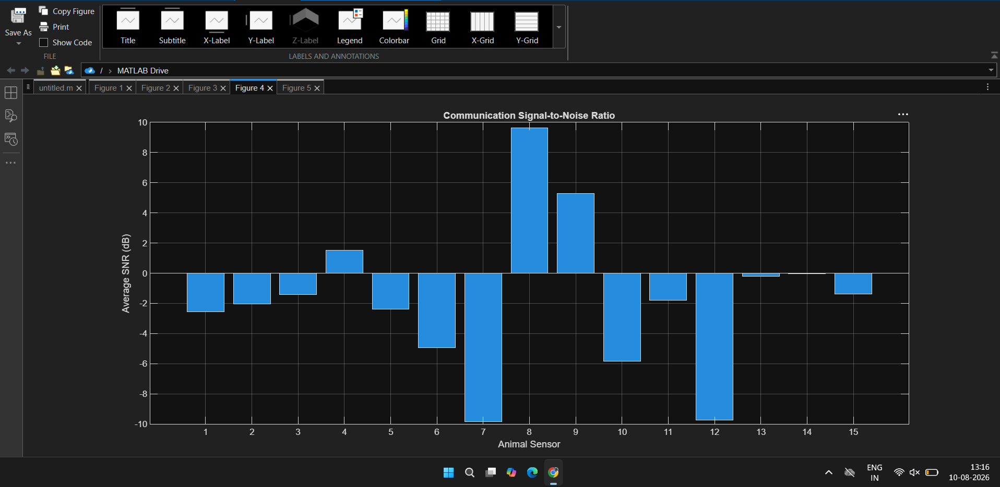 Save As
Copy Figure
Print
Show Code
FILE
Title
Subtitle
X-Label
Y-Label
Z-Label
Legend
Colorbar
Grid
X-Grid
Y-Grid
LABELS AND ANNOTATIONS
/ › MATLAB Drive
untitled.m
Figure 1
Figure 2
Figure 3
Figure 4
Figure 5
Communication Signal-to-Noise Ratio
10
8
6
4
2
0
-2
-4
-6
-8
-10
Average SNR (dB)
1 2 3 4 5 6 7 8 9 10 11 12 13 14 15
Animal Sensor
ENG
IN
13:16
10-08-2026